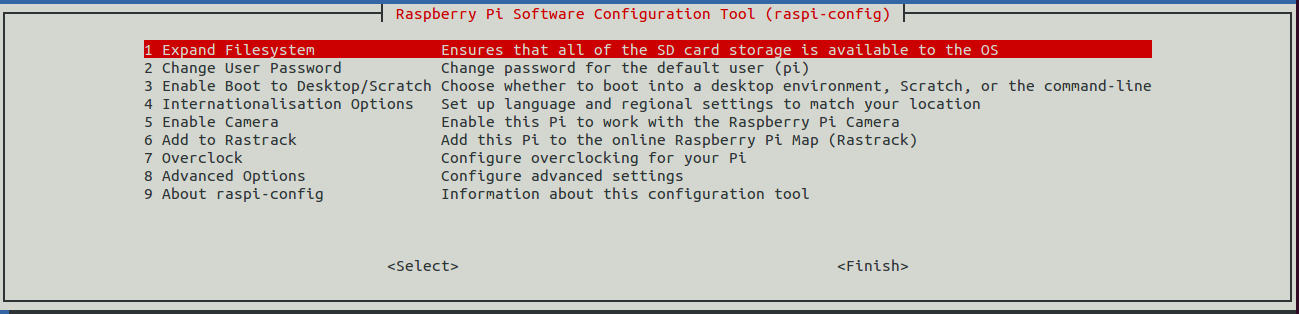 Raspberry Pi Software Configuration Tool (raspi-config)
1 Expand Filesystem Ensures that all of the SD card storage is available to the OS
2 Change User Password Change password for the default user (pi)
3 Enable Boot to Desktop/Scratch Choose whether to boot into a desktop environment, Scratch, or the command-line
4 Internationalisation Options Set up language and regional settings to match your location
5 Enable Camera Enable this Pi to work with the Raspberry Pi Camera
6 Add to Rastrack Add this Pi to the online Raspberry Pi Map (Rastrack)
7 Overclock Configure overclocking for your Pi
8 Advanced Options Configure advanced settings
9 About raspi-config Information about this configuration tool
<Select> <Finish>